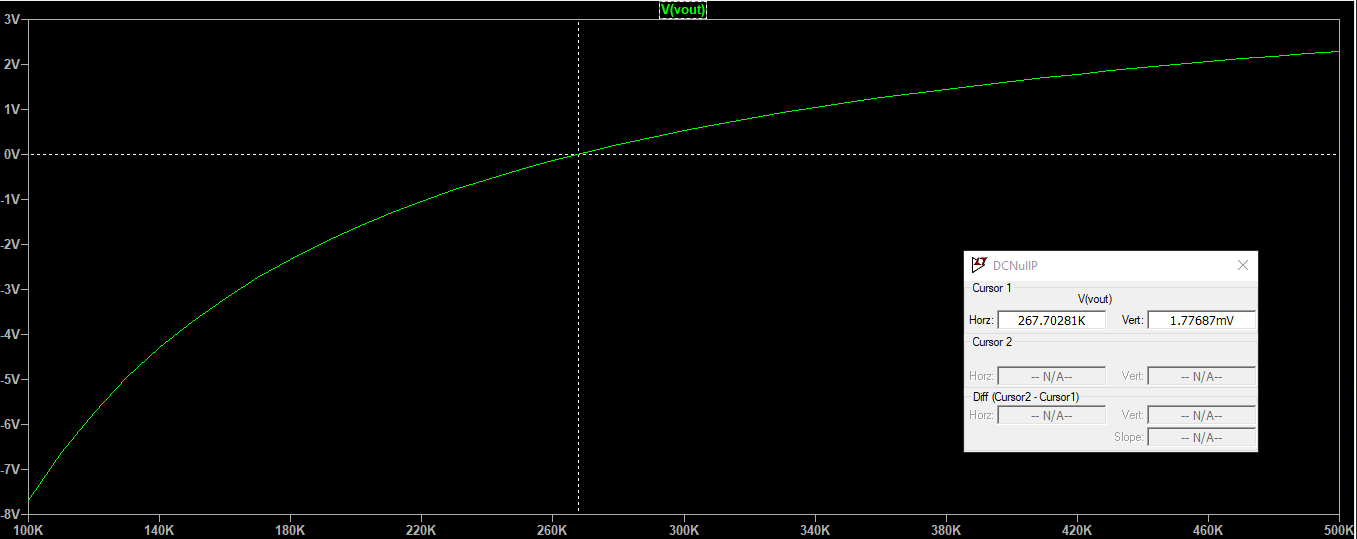 V(vout)
3V
2V
1V
0V
-1V
-2V
-3V
-4V
-5V
-6V
-7V
-8V
100K 140K 180K 220K 260K 300K 340K 380K 420K 460K 500K
DCNullP
Cursor 1
V(vout)
Horz: 267.70281K Vert: 1.77687mV
Cursor 2
Horz: -- N/A-- Vert: -- N/A--
Diff (Cursor2 - Cursor1)
Horz: -- N/A-- Vert: -- N/A--
Slope: -- N/A--